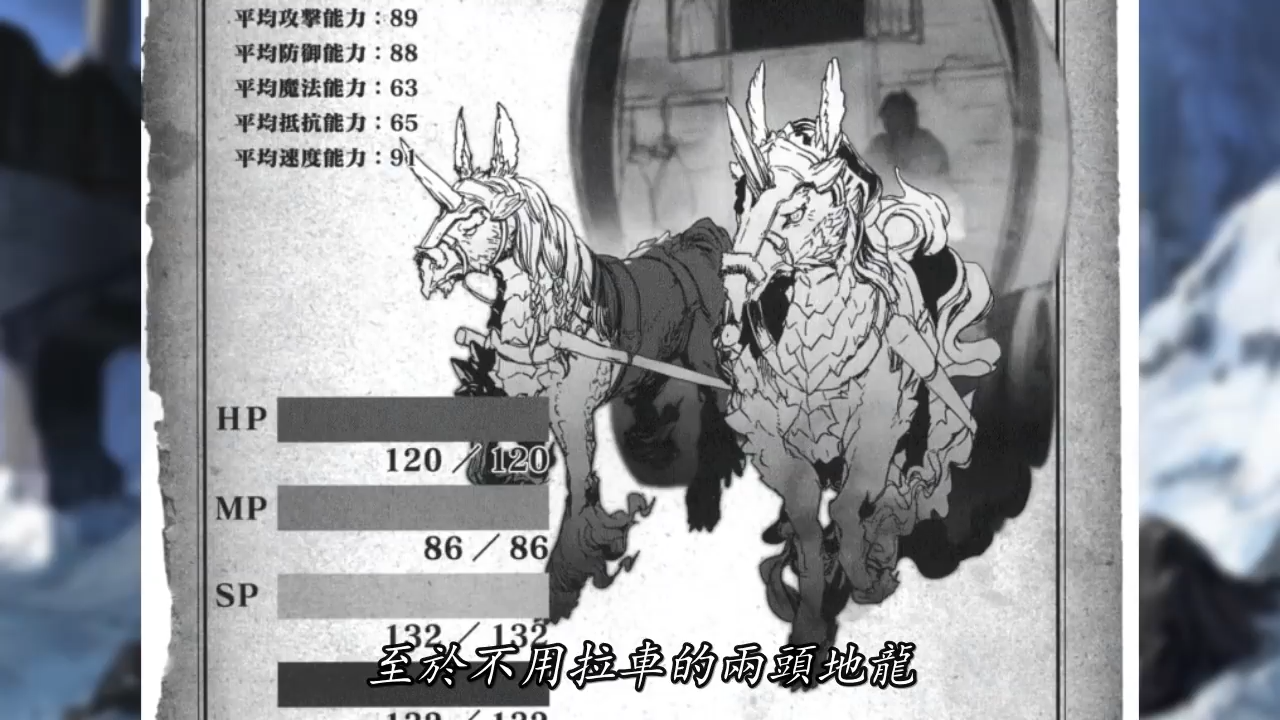 平均攻擊能力：89
平均防御能力：88
平均魔法能力：63
平均抵抗能力：65
平均速度能力：91
HP
120／120
MP
86／86
SP
132／132
至於不用拉車的兩頭地龍